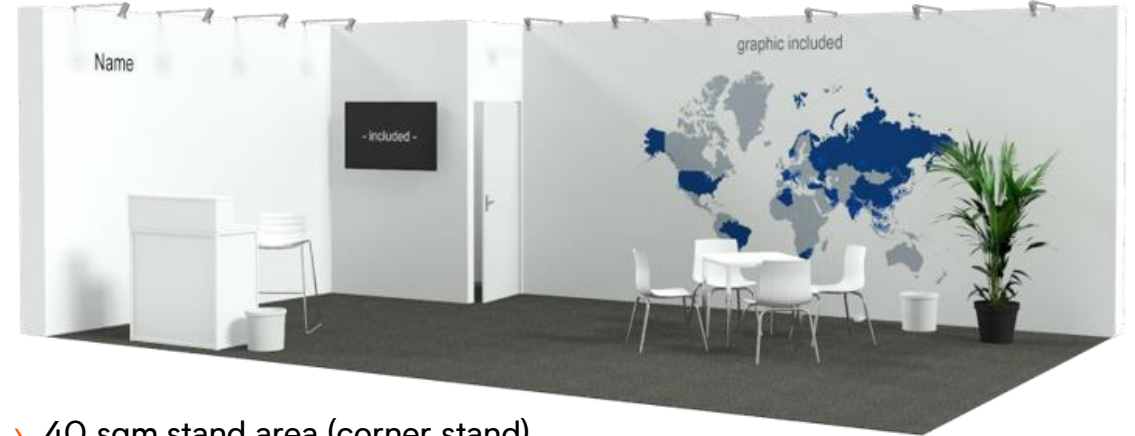 Name
- included -
graphic included
› 40 sqm stand area (corner stand)